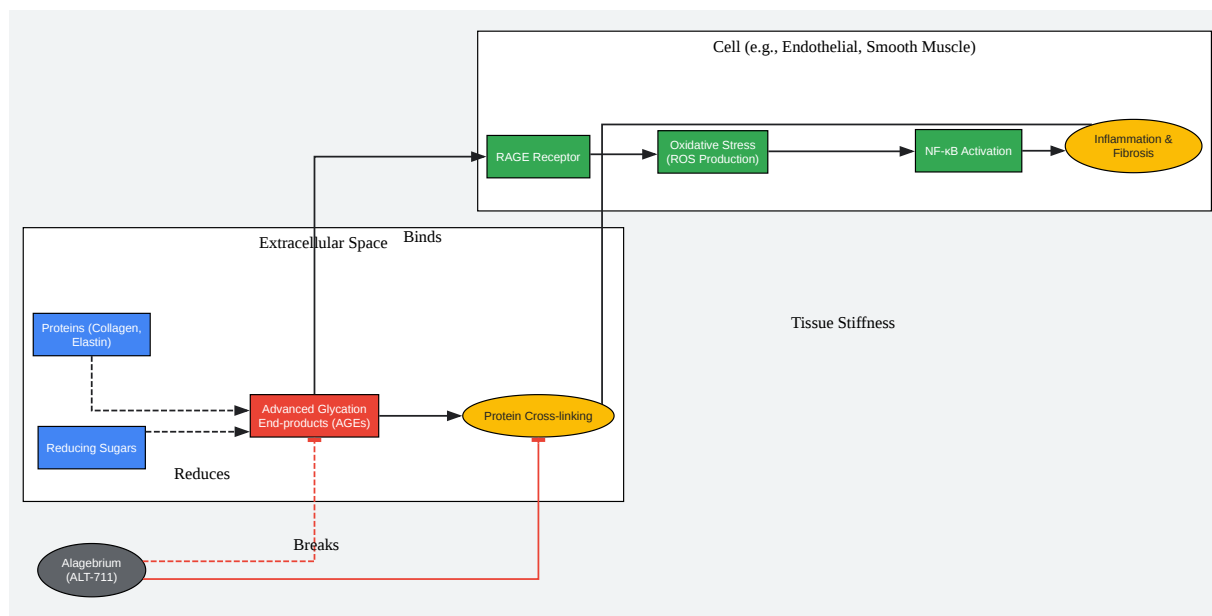 Cell (e.g., Endothelial, Smooth Muscle)
RAGE Receptor
Oxidative Stress
(ROS Production)
NF-κB Activation
Inflammation &
Fibrosis
Extracellular Space
Binds
Proteins (Collagen,
Elastin)
Tissue Stiffness
Advanced Glycation
End-products (AGEs)
Protein Cross-linking
Reducing Sugars
Reduces
Breaks
Alagebrium
(ALT-711)